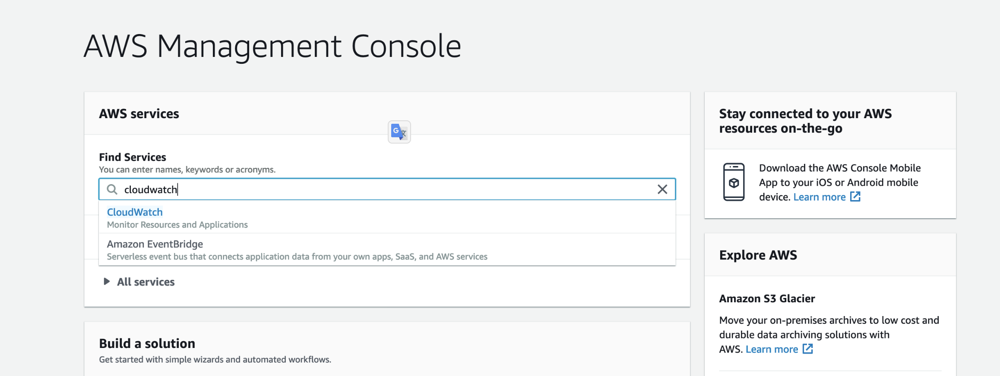 AWS Management Console
AWS services
Find Services
You can enter names, keywords or acronyms.
cloudwatch
CloudWatch
Monitor Resources and Applications
Amazon EventBridge
Serverless event bus that connects application data from your own apps, SaaS, and AWS services
All services
Build a solution
Get started with simple wizards and automated workflows.
Stay connected to your AWS
resources on-the-go
Download the AWS Console Mobile
App to your iOS or Android mobile
device. Learn more
Explore AWS
Amazon S3 Glacier
Move your on-premises archives to low cost and
durable data archiving solutions with
AWS. Learn more